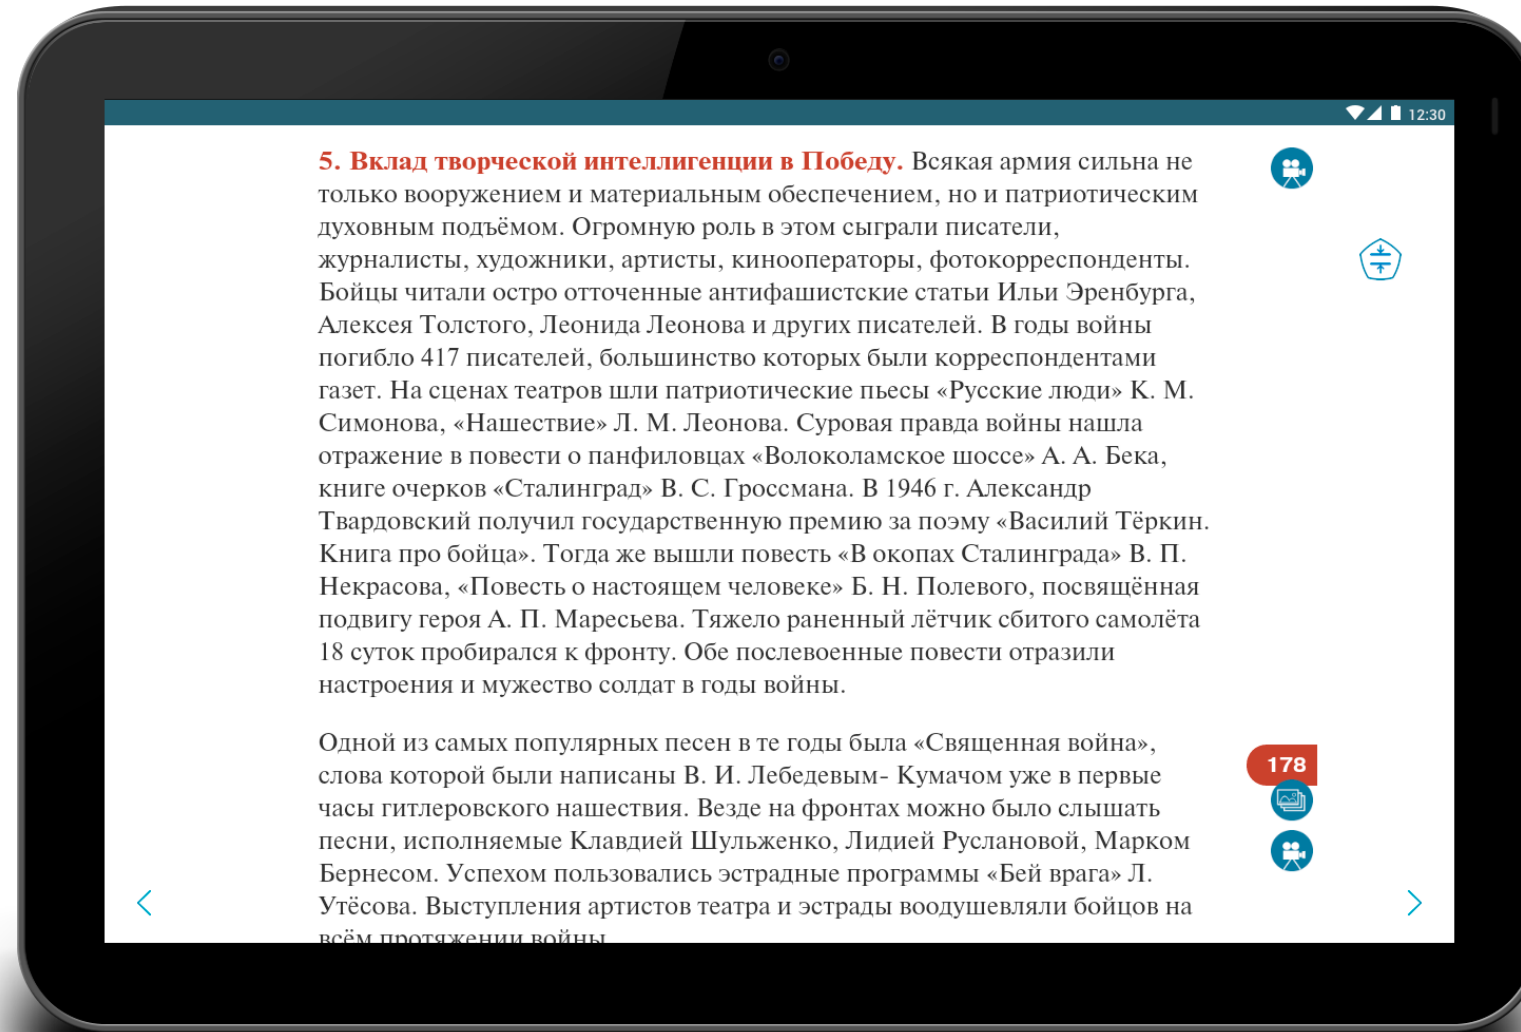 12:30
5. Вклад творческой интеллигенции в Победу. Всякая армия сильна не
только вооружением и материальным обеспечением, но и патриотическим
духовным подъёмом. Огромную роль в этом сыграли писатели,
журналисты, художники, артисты, кинооператоры, фотокорреспонденты.
Бойцы читали остро отточенные антифашистские статьи Ильи Эренбурга,
Алексея Толстого, Леонида Леонова и других писателей. В годы войны
погибло 417 писателей, большинство которых были корреспондентами
газет. На сценах театров шли патриотические пьесы «Русские люди» К. М.
Симонова, «Нашествие» Л. М. Леонова. Суровая правда войны нашла
отражение в повести о панфиловцах «Волоколамское шоссе» А. А. Бека,
книге очерков «Сталинград» В. С. Гроссмана. В 1946 г. Александр
Твардовский получил государственную премию за поэму «Василий Тёркин.
Книга про бойца». Тогда же вышли повесть «В окопах Сталинграда» В. П.
Некрасова, «Повесть о настоящем человеке» Б. Н. Полевого, посвящённая
подвигу героя А. П. Маресьева. Тяжело раненный лётчик сбитого самолёта
18 суток пробирался к фронту. Обе послевоенные повести отразили
настроения и мужество солдат в годы войны.
Одной из самых популярных песен в те годы была «Священная война»,
слова которой были написаны В. И. Лебедевым- Кумачом уже в первые
178
часы гитлеровского нашествия. Везде на фронтах можно было слышать
песни, исполняемые Клавдией Шульженко, Лидией Руслановой, Марком
Бернесом. Успехом пользовались эстрадные программы «Бей врага» Л.
Утёсова. Выступления артистов театра и эстрады воодушевляли бойцов на
всём протяжении войны